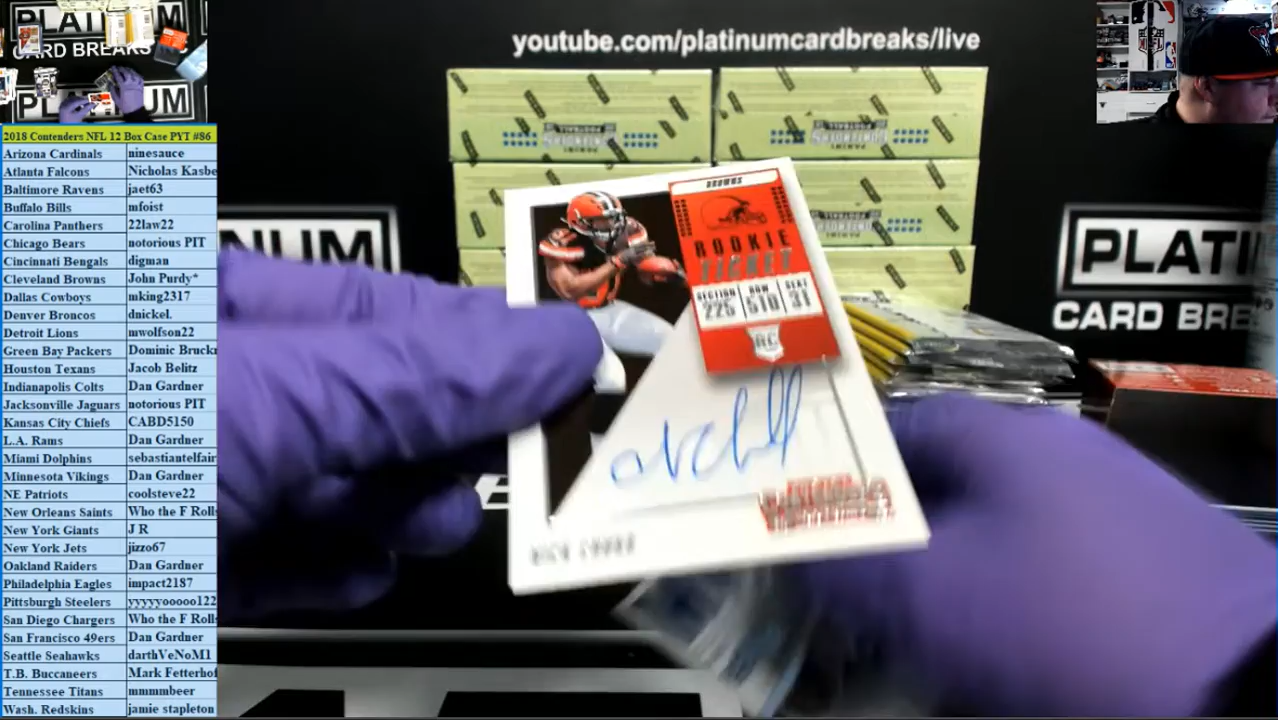 PLATINUM
CARD BREAKS
PLATINUM
youtube.com/platinumcardbreaks/live
2018 Contenders NFL 12 Box Case PYT #86
Arizona Cardinals ninesauce
Atlanta Falcons Nicholas Kasbe
Baltimore Ravens jaet63
Buffalo Bills mfoist
Carolina Panthers 22law22
Chicago Bears notorious PIT
Cincinnati Bengals digman
Cleveland Browns John Purdy*
Dallas Cowboys mking2317
Denver Broncos dnickel.
Detroit Lions mwolfson22
Green Bay Packers Dominic Bruckn
Houston Texans Jacob Belitz
Indianapolis Colts Dan Gardner
Jacksonville Jaguars notorious PIT
Kansas City Chiefs CABD5150
L.A. Rams Dan Gardner
Miami Dolphins sebastiantelfair
Minnesota Vikings Dan Gardner
NE Patriots coolsteve22
New Orleans Saints Who the F Rolls
New York Giants J R
New York Jets jizzo67
Oakland Raiders Dan Gardner
Philadelphia Eagles impact2187
Pittsburgh Steelers yyyyyooooo122
San Diego Chargers Who the F Rolls
San Francisco 49ers Dan Gardner
Seattle Seahawks darthVeNoM1
T.B. Buccaneers Mark Fetterhof
Tennessee Titans mmmmbeer
Wash. Redskins jamie stapleton
BROWNS
ROOKIE
TICKET
SECTION ROW SEAT
225 510 31
RC
NICK CHUBB
INUM
PLATIN
CARD BRE